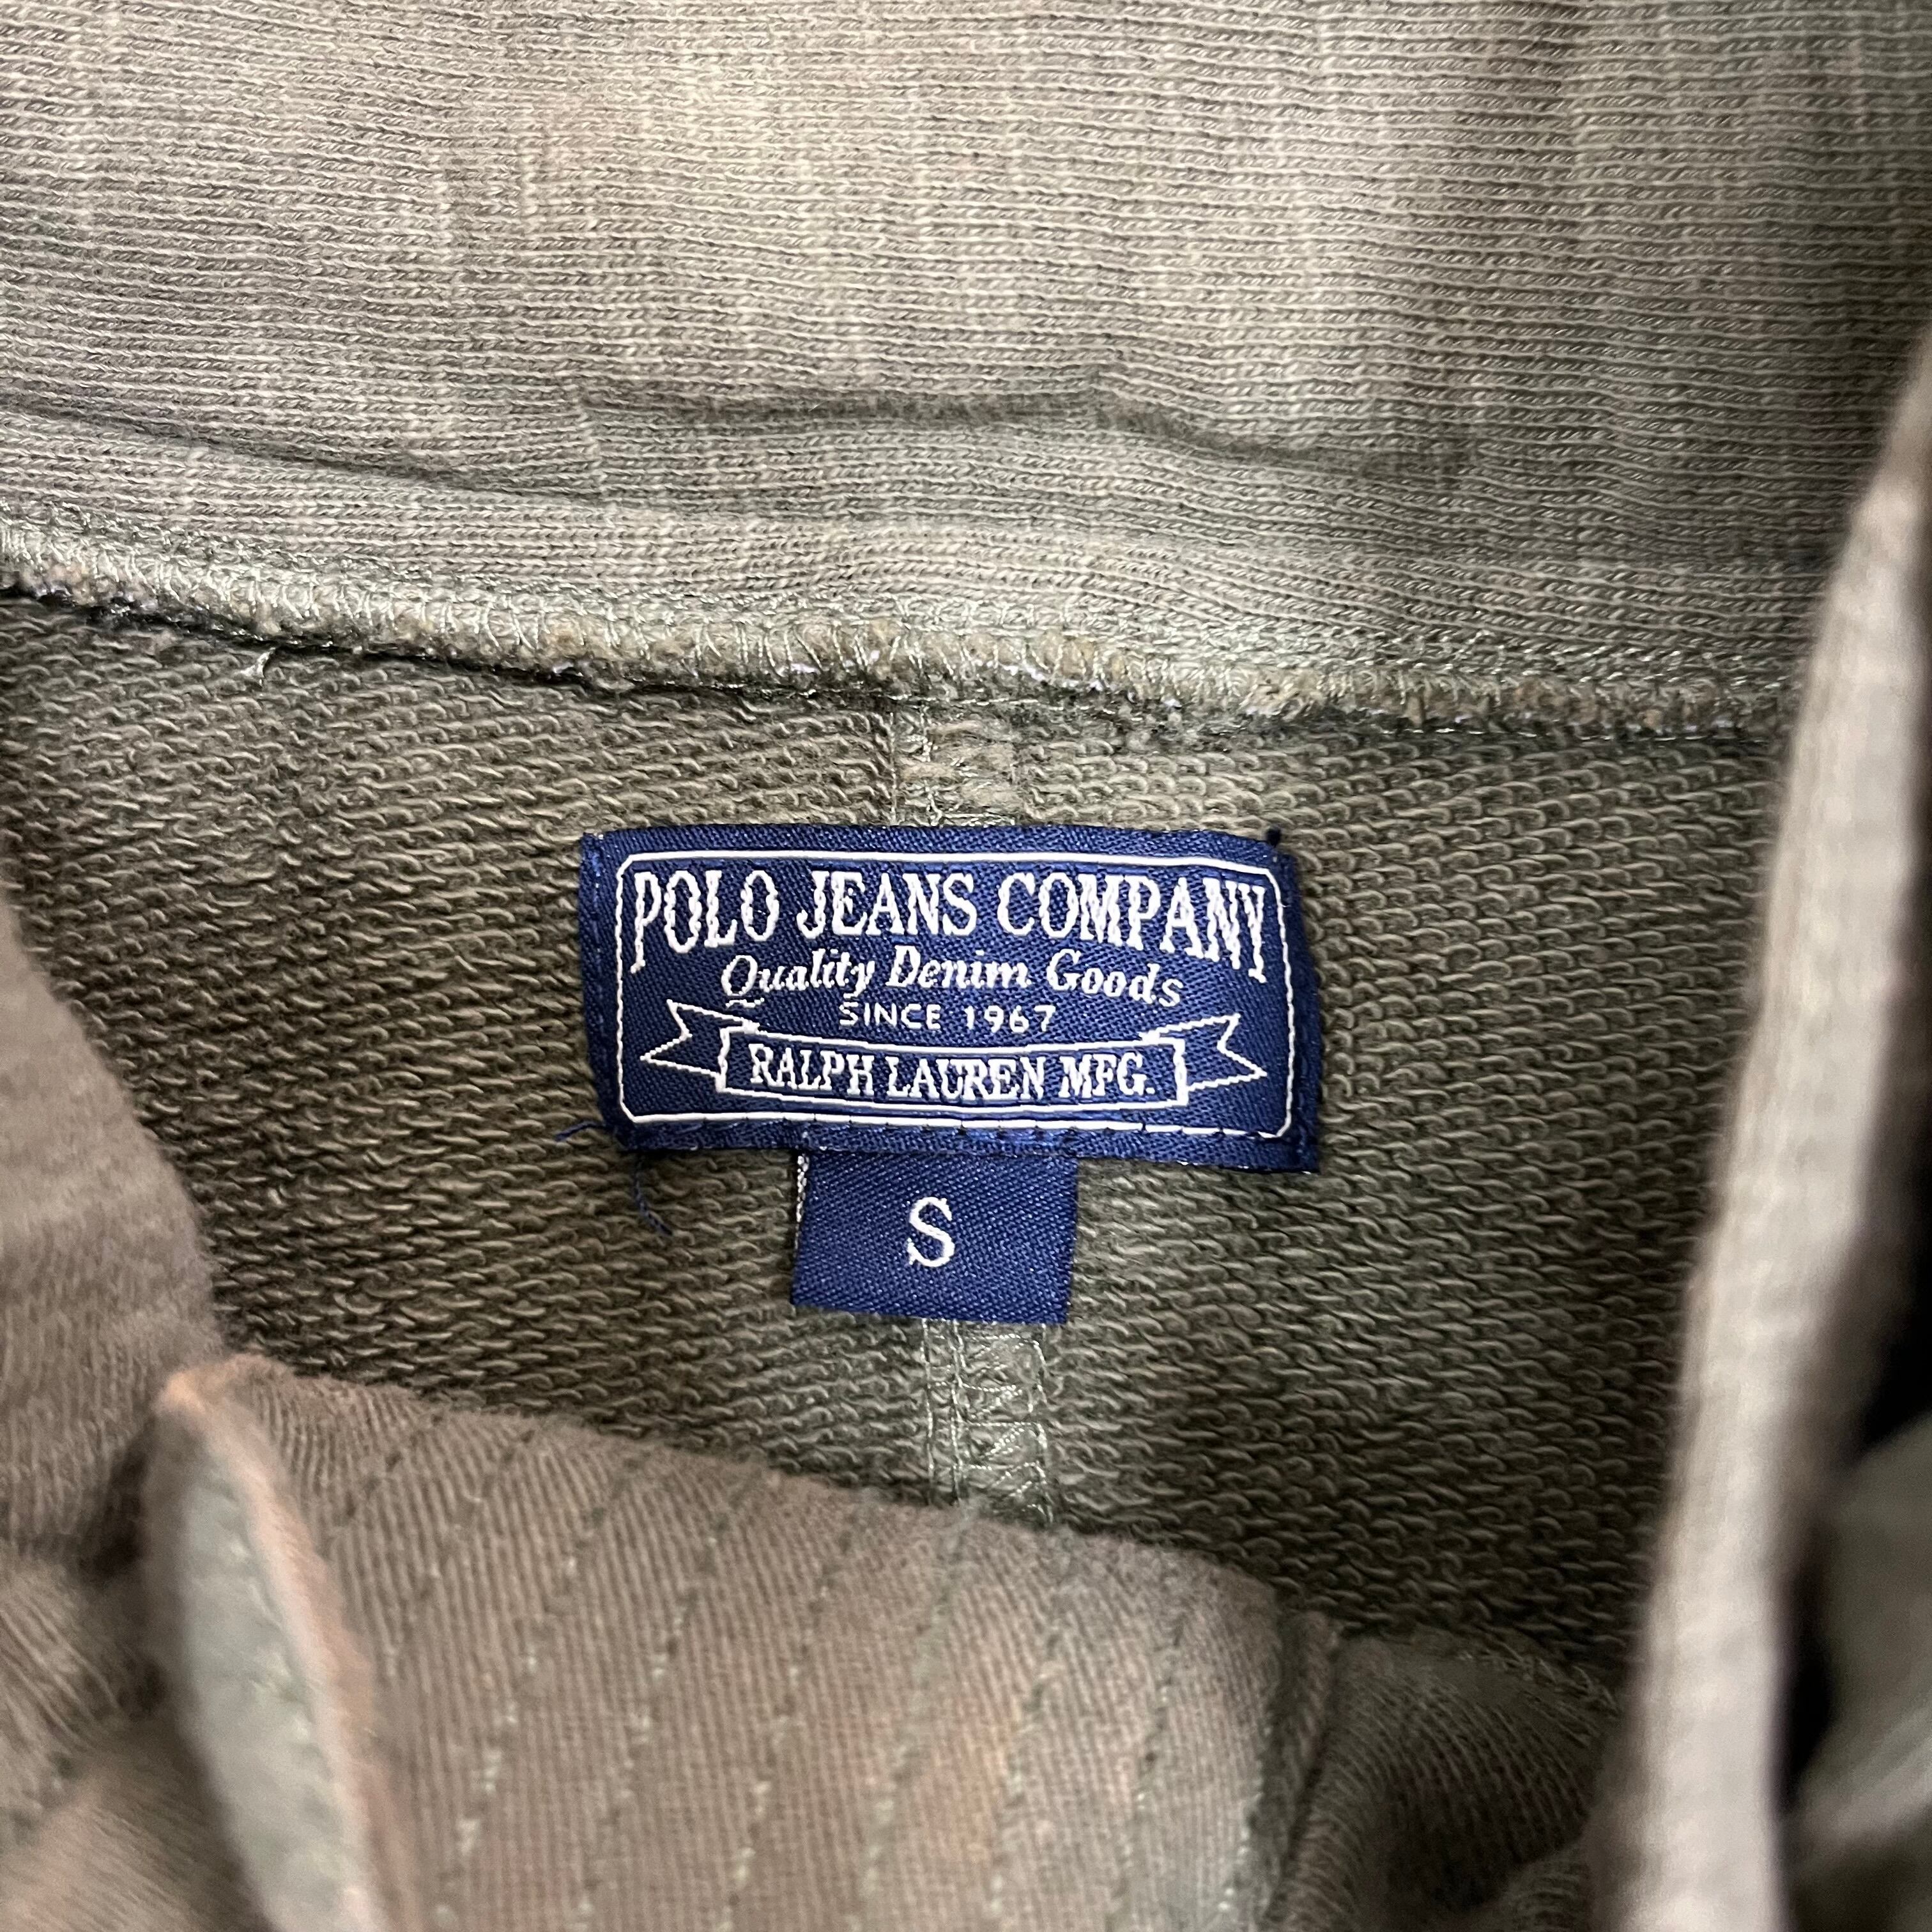 POLO JEANS COMPANY
Quality Denim Goods
SINCE 1967
RALPH LAUREN MFG.
S